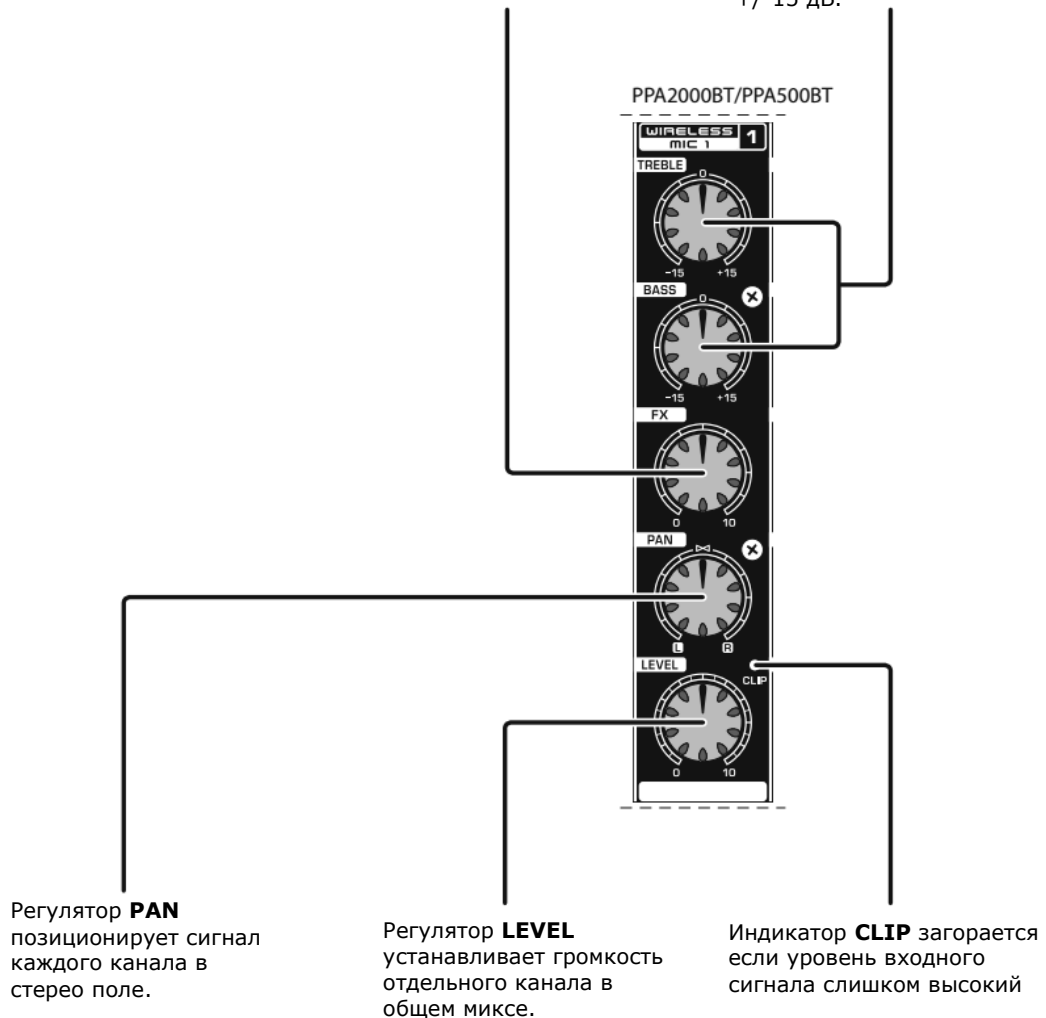 +/ 15 дБ.
PPA2000BT/PPA500BT
WIRELESS
MIC 1
1
TREBLE
0
-15 +15
BASS
0
-15 +15
FX
0 10
PAN
L R
LEVEL
CLIP
0 10
Регулятор PAN
позиционирует сигнал
каждого канала в
стерео поле.
Регулятор LEVEL
устанавливает громкость
отдельного канала в
общем миксе.
Индикатор CLIP загорается
если уровень входного
сигнала слишком высокий